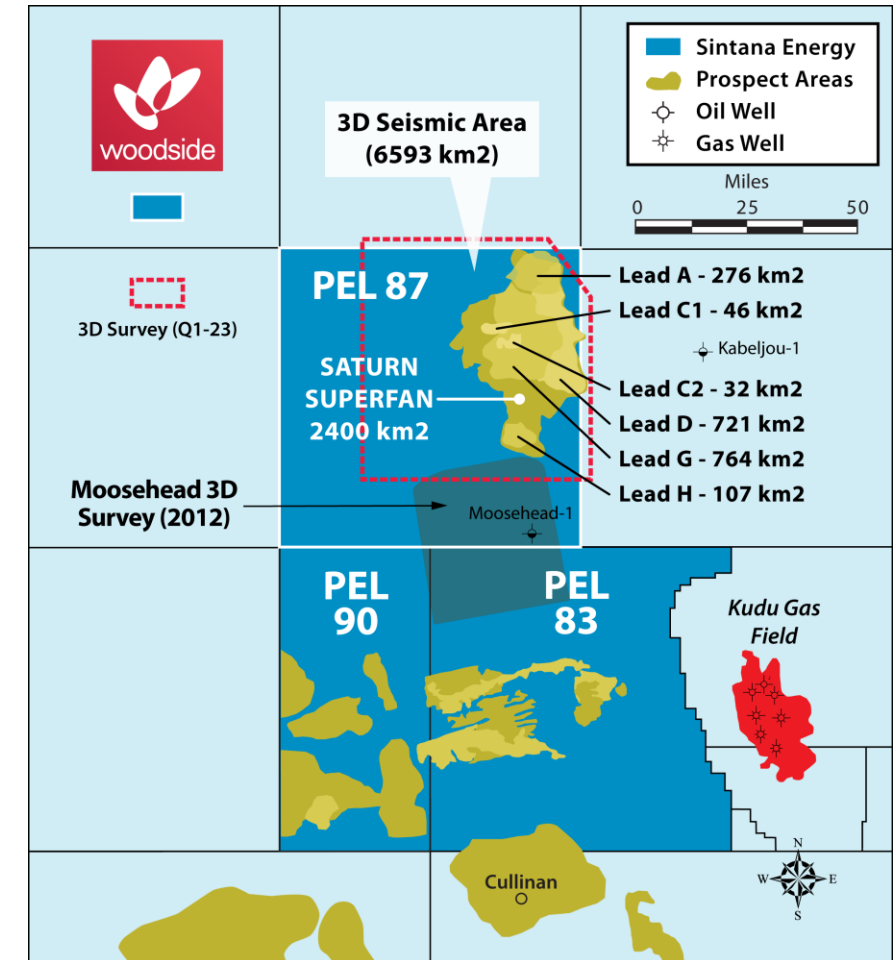 woodside
3D Seismic Area
(6593 km2)
Sintana Energy
Prospect Areas
Oil Well
Gas Well
Miles
0 25 50
3D Survey (Q1-23)
PEL 87
SATURN
SUPERFAN
2400 km2
Lead A - 276 km2
Lead C1 - 46 km2
Kabeljou-1
Lead C2 - 32 km2
Lead D - 721 km2
Lead G - 764 km2
Lead H - 107 km2
Moosehead 3D
Survey (2012)
Moosehead-1
PEL
90
PEL
83
Kudu Gas
Field
Cullinan
N
W E
S